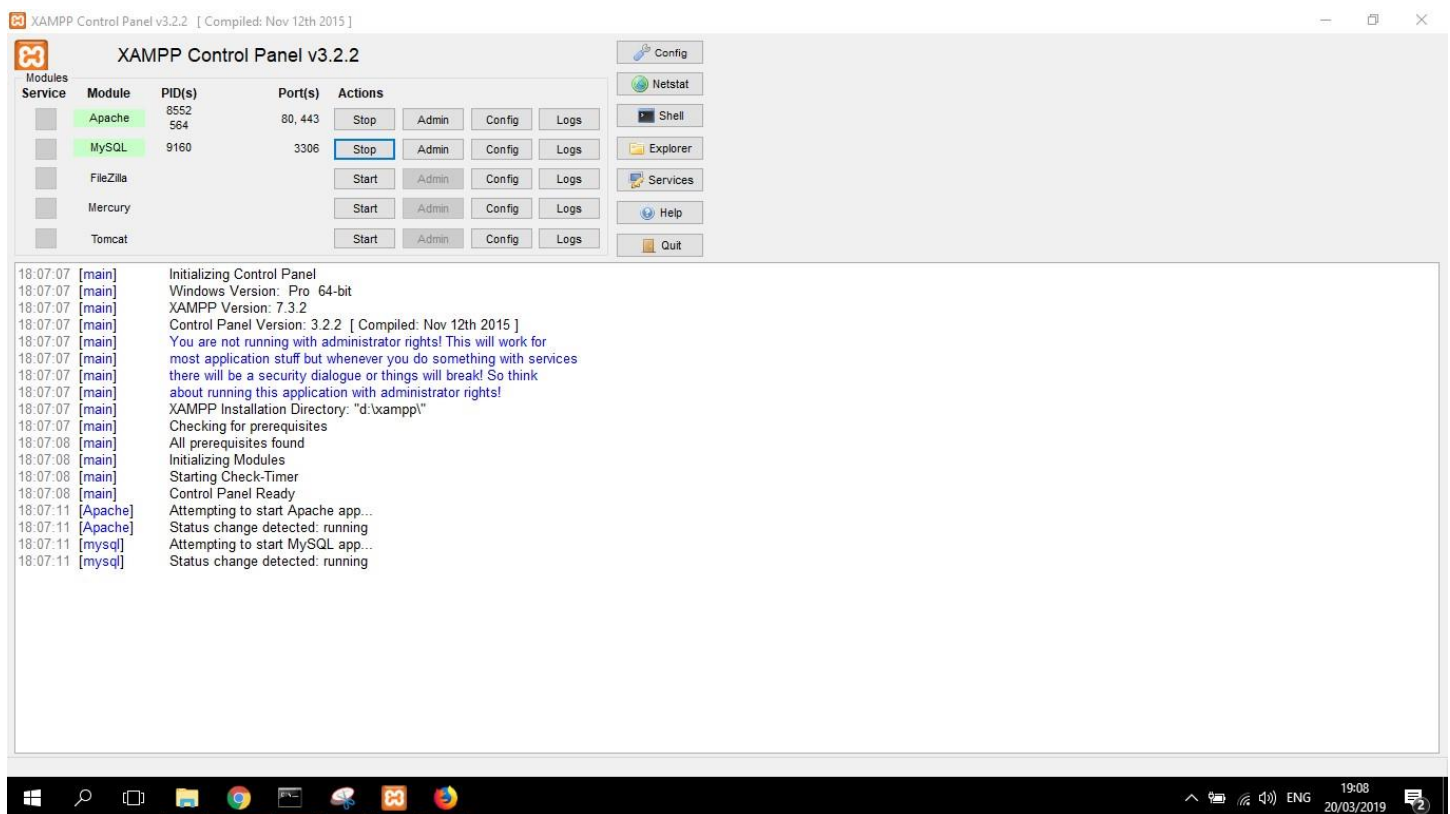 XAMPP Control Panel v3.2.2 [ Compiled: Nov 12th 2015 ]
XAMPP Control Panel v3.2.2
Config
Modules
Netstat
Service Module PID(s) Port(s) Actions
Apache 8552 564 80, 443 Stop Admin Config Logs
Shell
MySQL 9160 3306 Stop Admin Config Logs
Explorer
FileZilla Start Admin Config Logs
Services
Mercury Start Admin Config Logs
Help
Tomcat Start Admin Config Logs
Quit
18:07:07 [main] Initializing Control Panel
18:07:07 [main] Windows Version: Pro 64-bit
18:07:07 [main] XAMPP Version: 7.3.2
18:07:07 [main] Control Panel Version: 3.2.2 [ Compiled: Nov 12th 2015 ]
18:07:07 [main] You are not running with administrator rights! This will work for
18:07:07 [main] most application stuff but whenever you do something with services
18:07:07 [main] there will be a security dialogue or things will break! So think
18:07:07 [main] about running this application with administrator rights!
18:07:07 [main] XAMPP Installation Directory: "d:\xampp\"
18:07:07 [main] Checking for prerequisites
18:07:08 [main] All prerequisites found
18:07:08 [main] Initializing Modules
18:07:08 [main] Starting Check-Timer
18:07:08 [main] Control Panel Ready
18:07:11 [Apache] Attempting to start Apache app...
18:07:11 [Apache] Status change detected: running
18:07:11 [mysql] Attempting to start MySQL app...
18:07:11 [mysql] Status change detected: running
ENG
19:08
20/03/2019
2